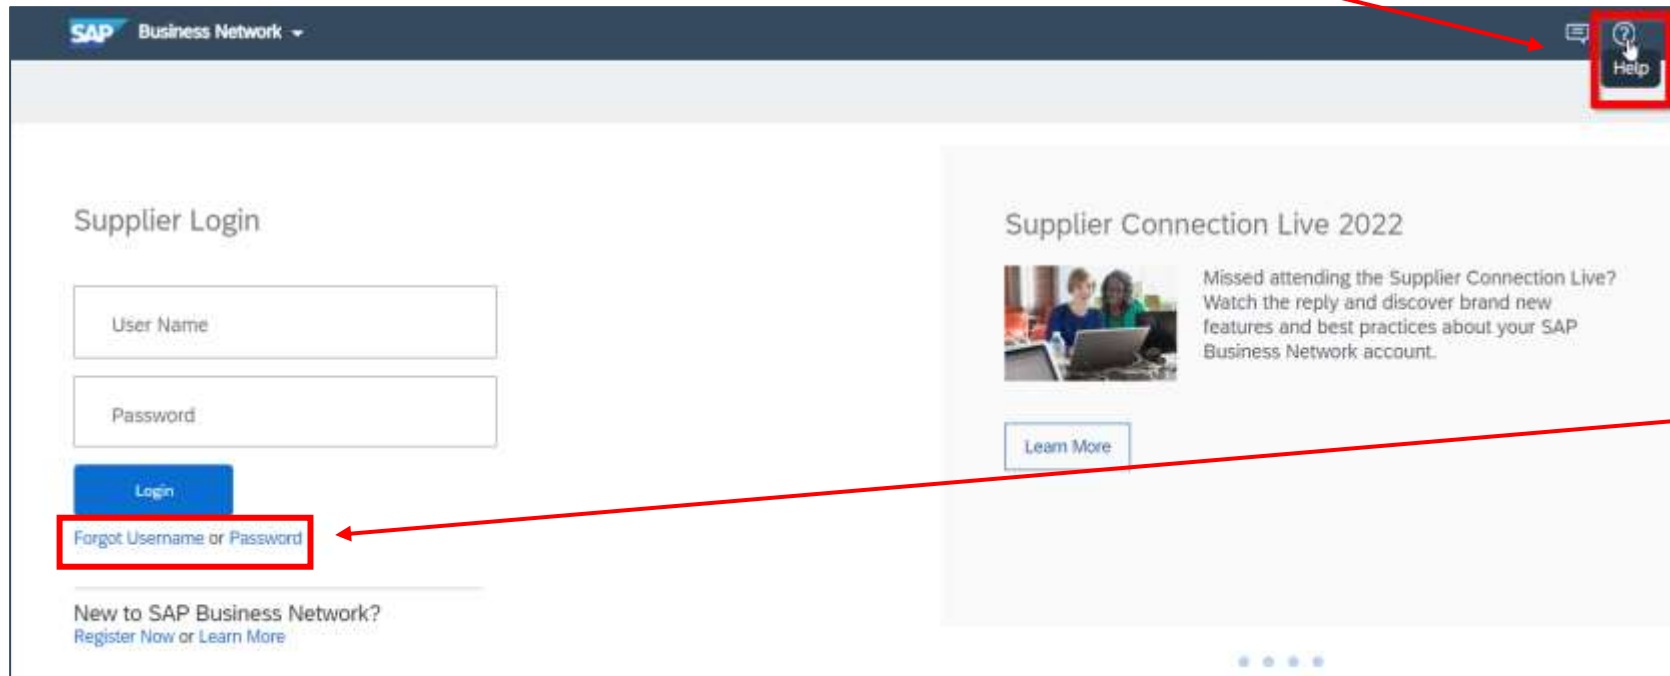 SAP Business Network
?
Help
Supplier Login
User Name
Password
Login
Forgot Username or Password
New to SAP Business Network?
Register Now or Learn More
Supplier Connection Live 2022
Missed attending the Supplier Connection Live?
Watch the reply and discover brand new
features and best practices about your SAP
Business Network account.
Learn More